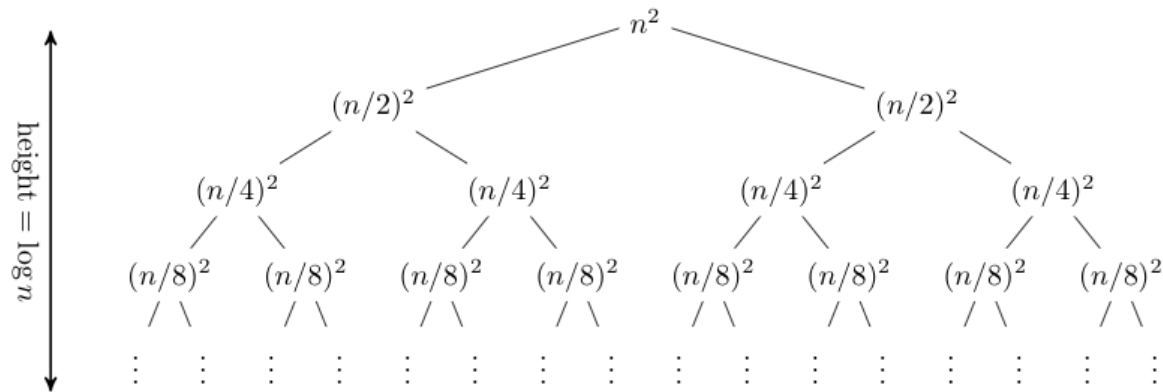 n²
(n/2)² (n/2)²
(n/4)² (n/4)² (n/4)² (n/4)²
(n/8)² (n/8)² (n/8)² (n/8)² (n/8)² (n/8)² (n/8)² (n/8)²
⋮ ⋮ ⋮ ⋮ ⋮ ⋮ ⋮ ⋮ ⋮ ⋮ ⋮ ⋮ ⋮ ⋮ ⋮ ⋮
height = log n